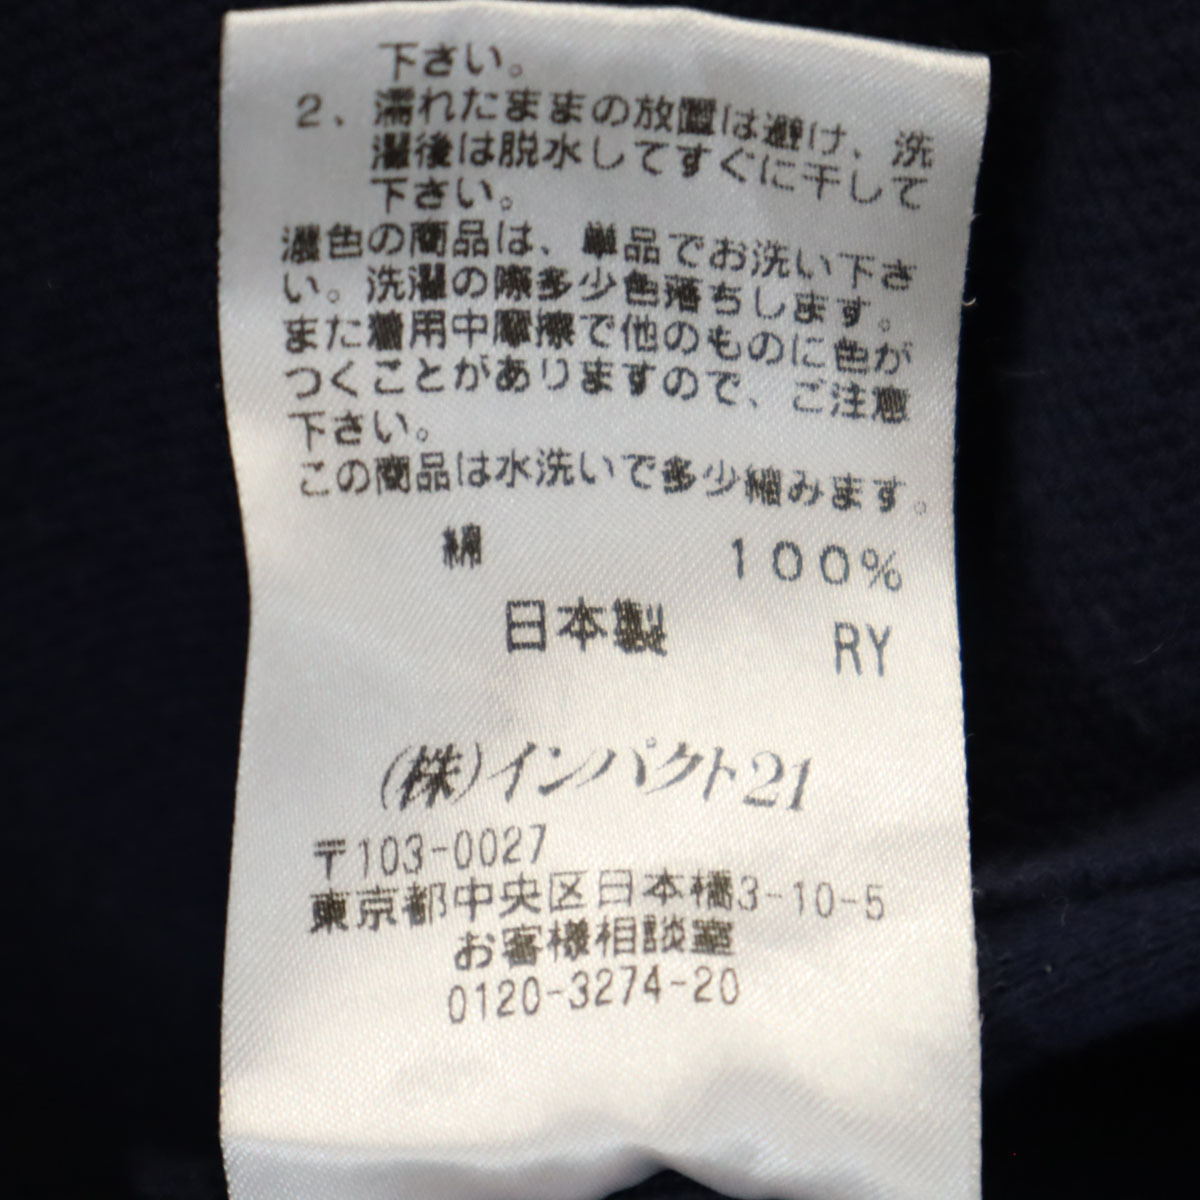 下さい。
2、濡れたままの放置は避け、洗
濯後は脱水してすぐに干して
下さい。
濃色の商品は、単品でお洗い下さ
い。洗濯の際多少色落ちします。
また着用中摩擦で他のものに色が
つくことがありますので、ご注意
下さい。
この商品は水洗いで多少縮みます。
綿 100%
日本製 RY
(株)インパクト21
〒103-0027
東京都中央区日本橋3-10-5
お客様相談室
0120-3274-20